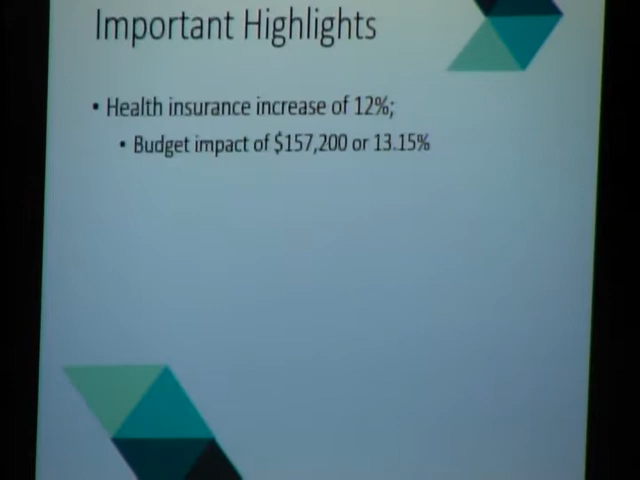 Important Highlights
• Health insurance increase of 12%;
• Budget impact of $157,200 or 13.15%